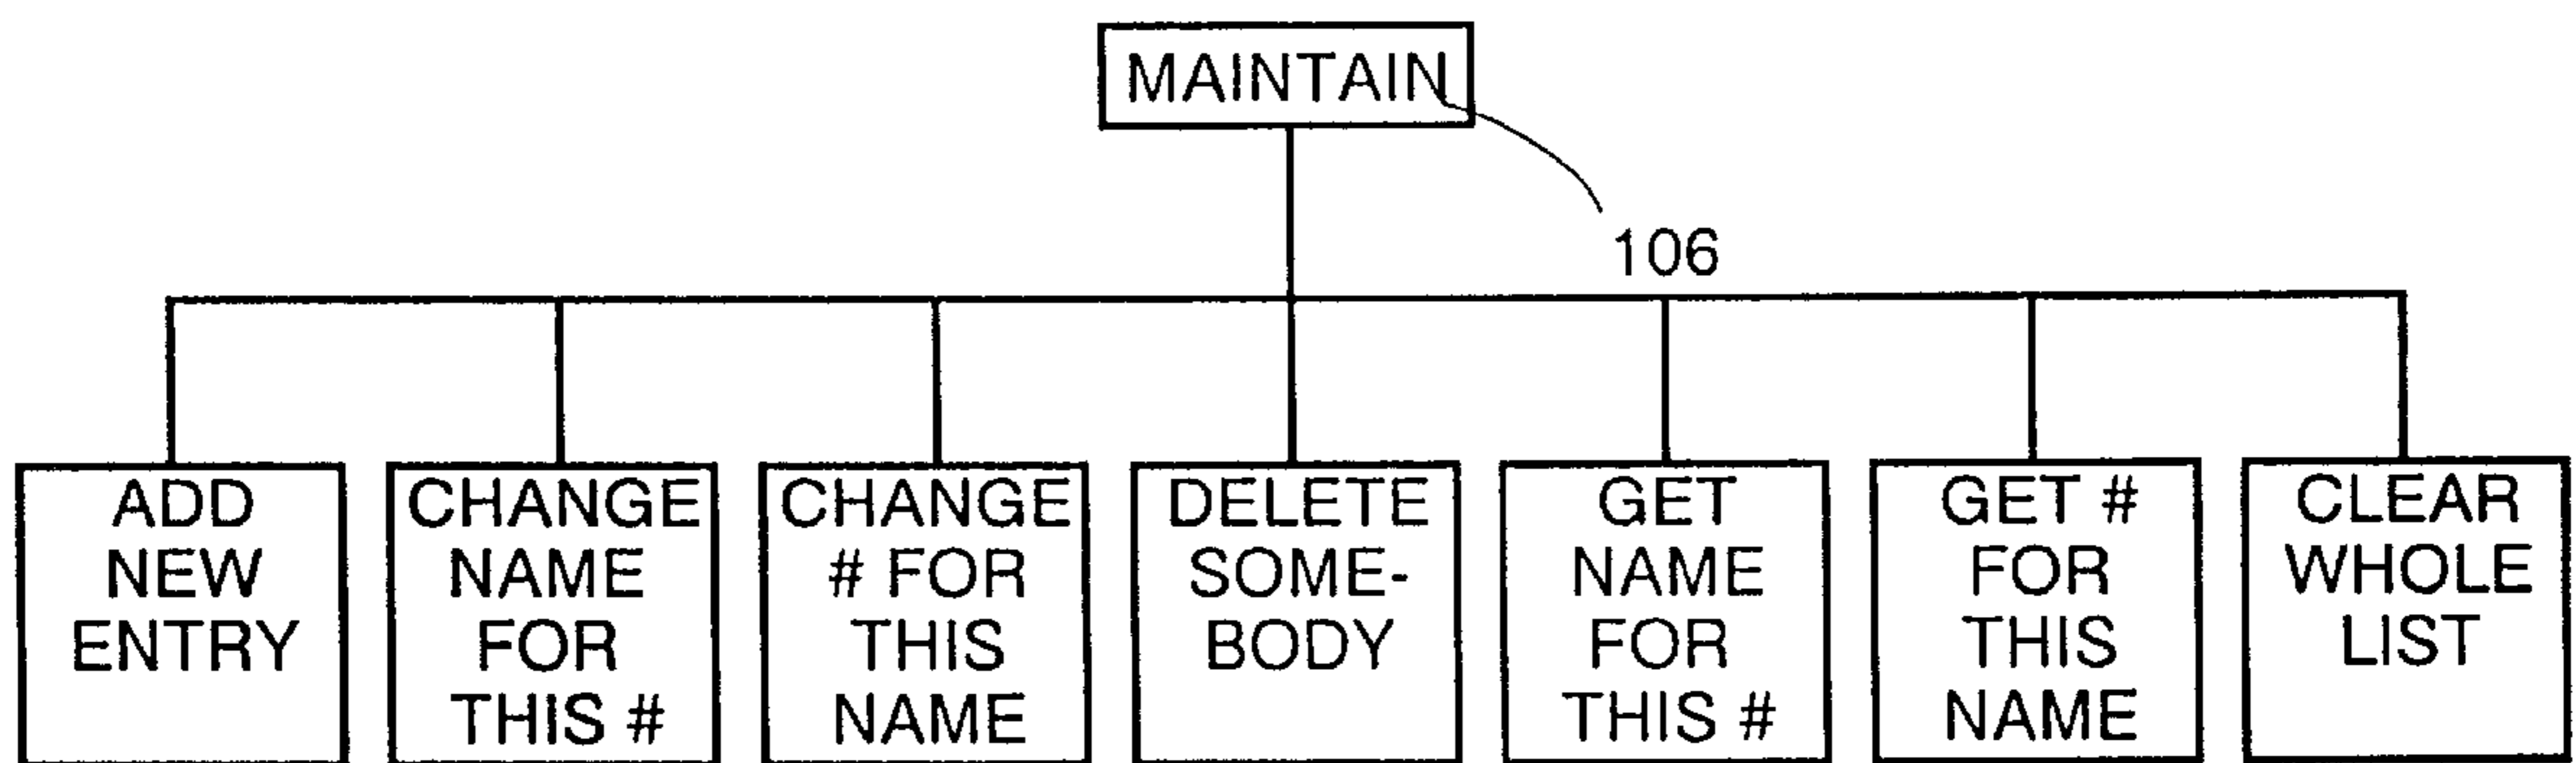 MAINTAIN
106
ADD
NEW
ENTRY
CHANGE
NAME
FOR
THIS #
CHANGE
# FOR
THIS
NAME
DELETE
SOME-
BODY
GET
NAME
FOR
THIS #
GET #
FOR
THIS
NAME
CLEAR
WHOLE
LIST